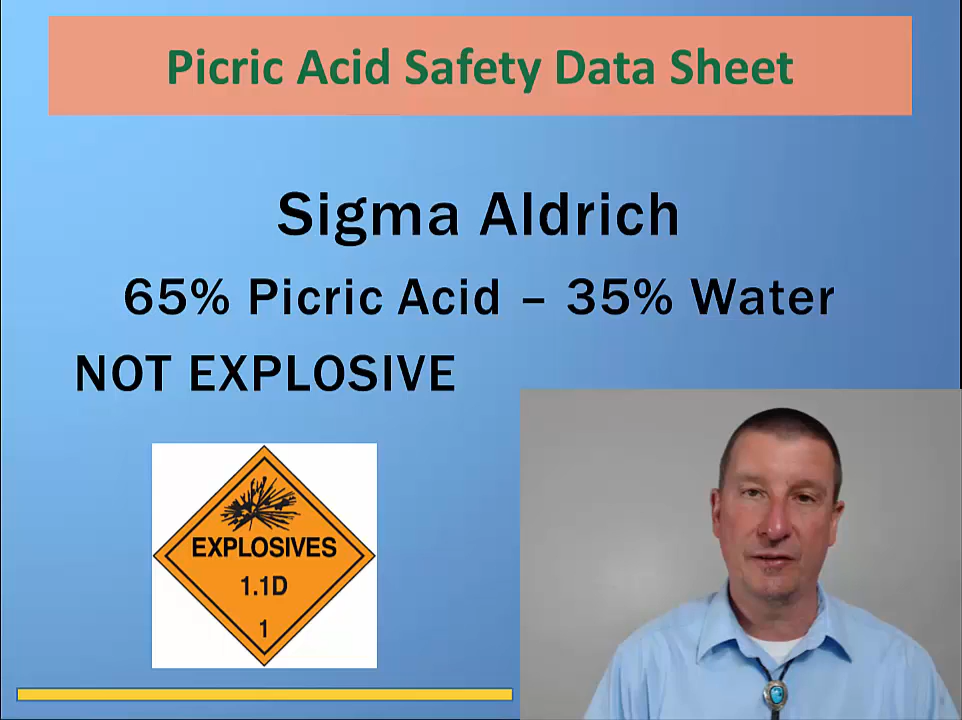 Picric Acid Safety Data Sheet
Sigma Aldrich
65% Picric Acid – 35% Water
NOT EXPLOSIVE
EXPLOSIVES
1.1D
1